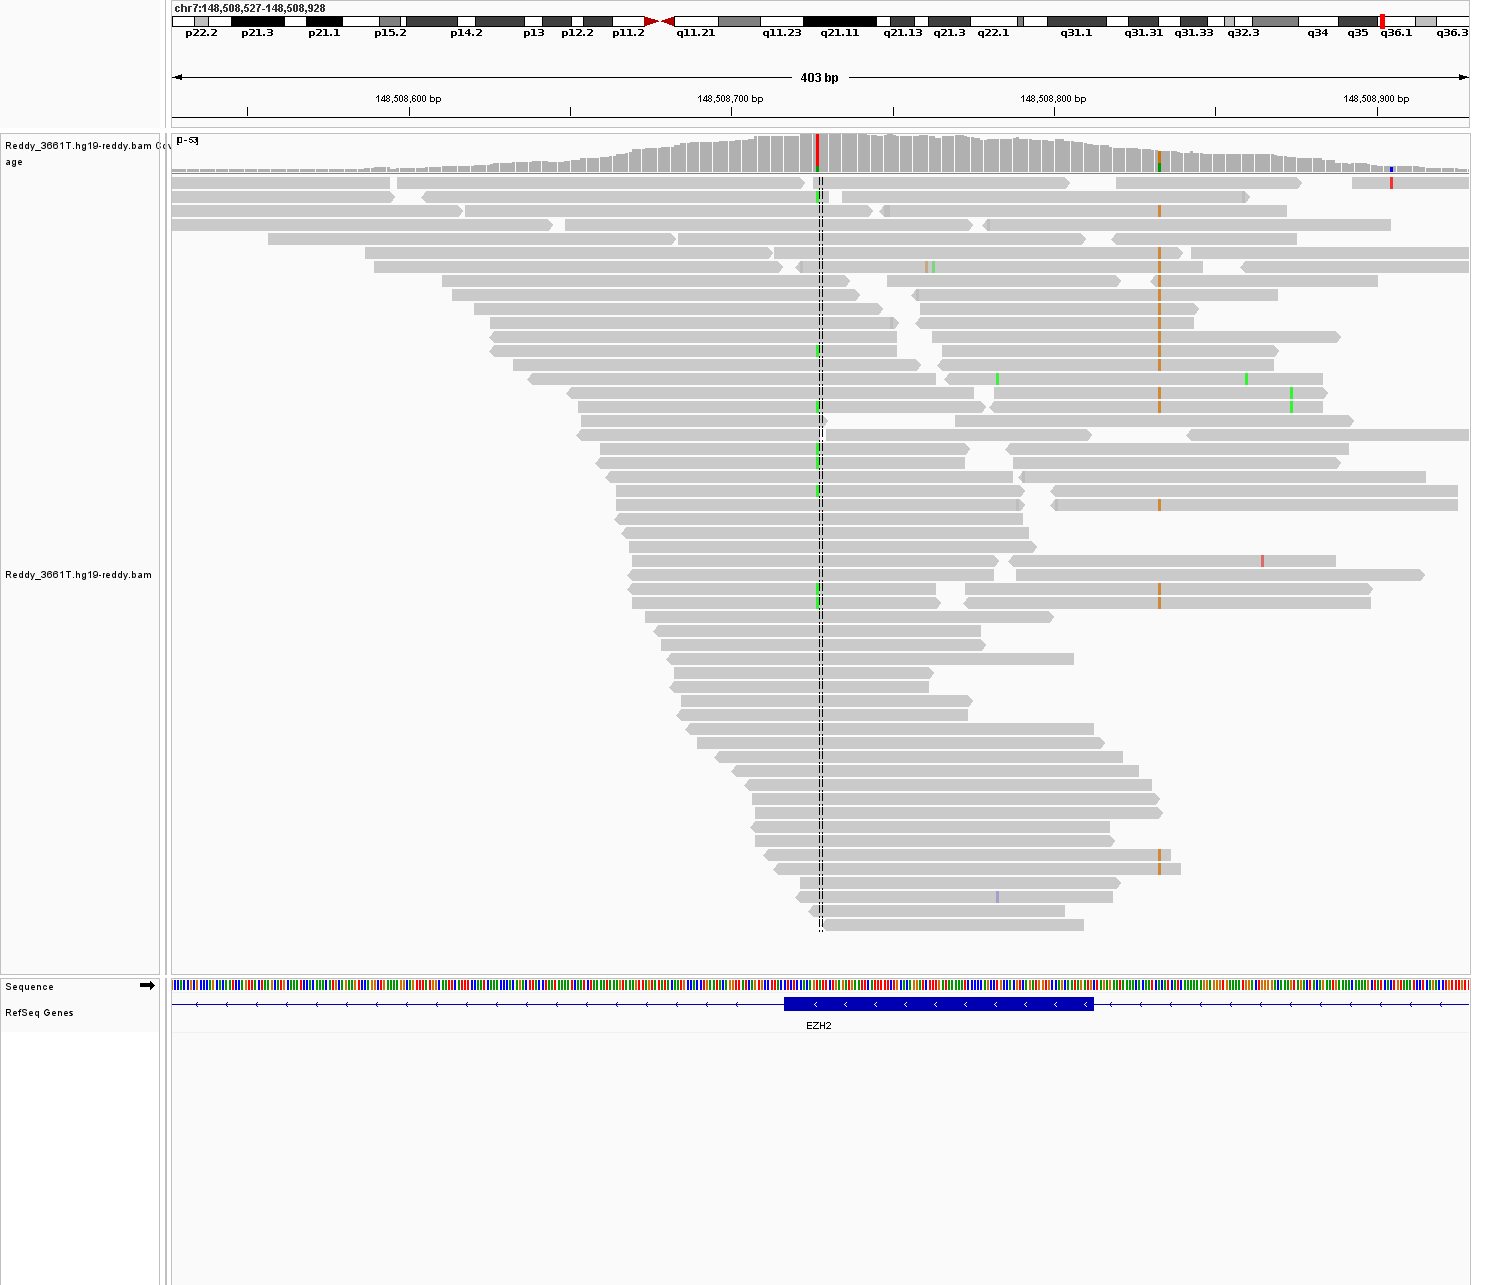 chr7:148,508,527-148,508,928
p22.2 p21.3 p21.1 p15.2 p14.2 p13 p12.2 p11.2 q11.21 q11.23 q21.11 q21.13 q21.3 q22.1 q31.1 q31.31 q31.33 q32.3 q34 q35 q36.1 q36.3
403 bp
148,508,600 bp 148,508,700 bp 148,508,800 bp 148,508,900 bp
Reddy_3661T.hg19-reddy.bam Cov
age
Reddy_3661T.hg19-reddy.bam
Sequence
RefSeq Genes
EZH2